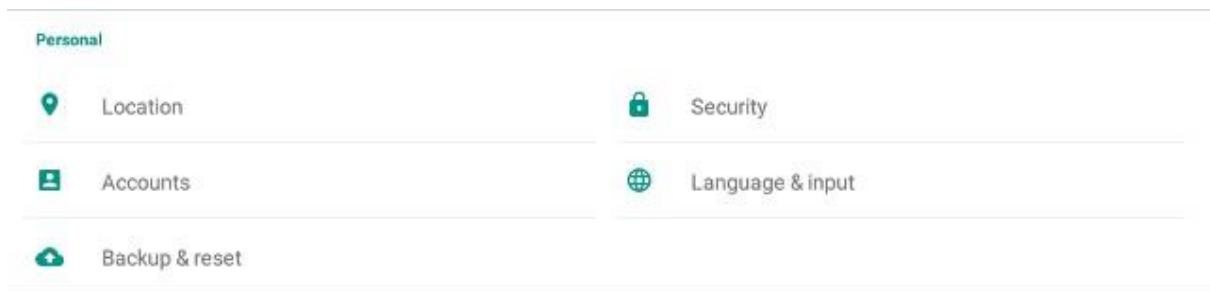 Personal
Location
Security
Accounts
Language & input
Backup & reset